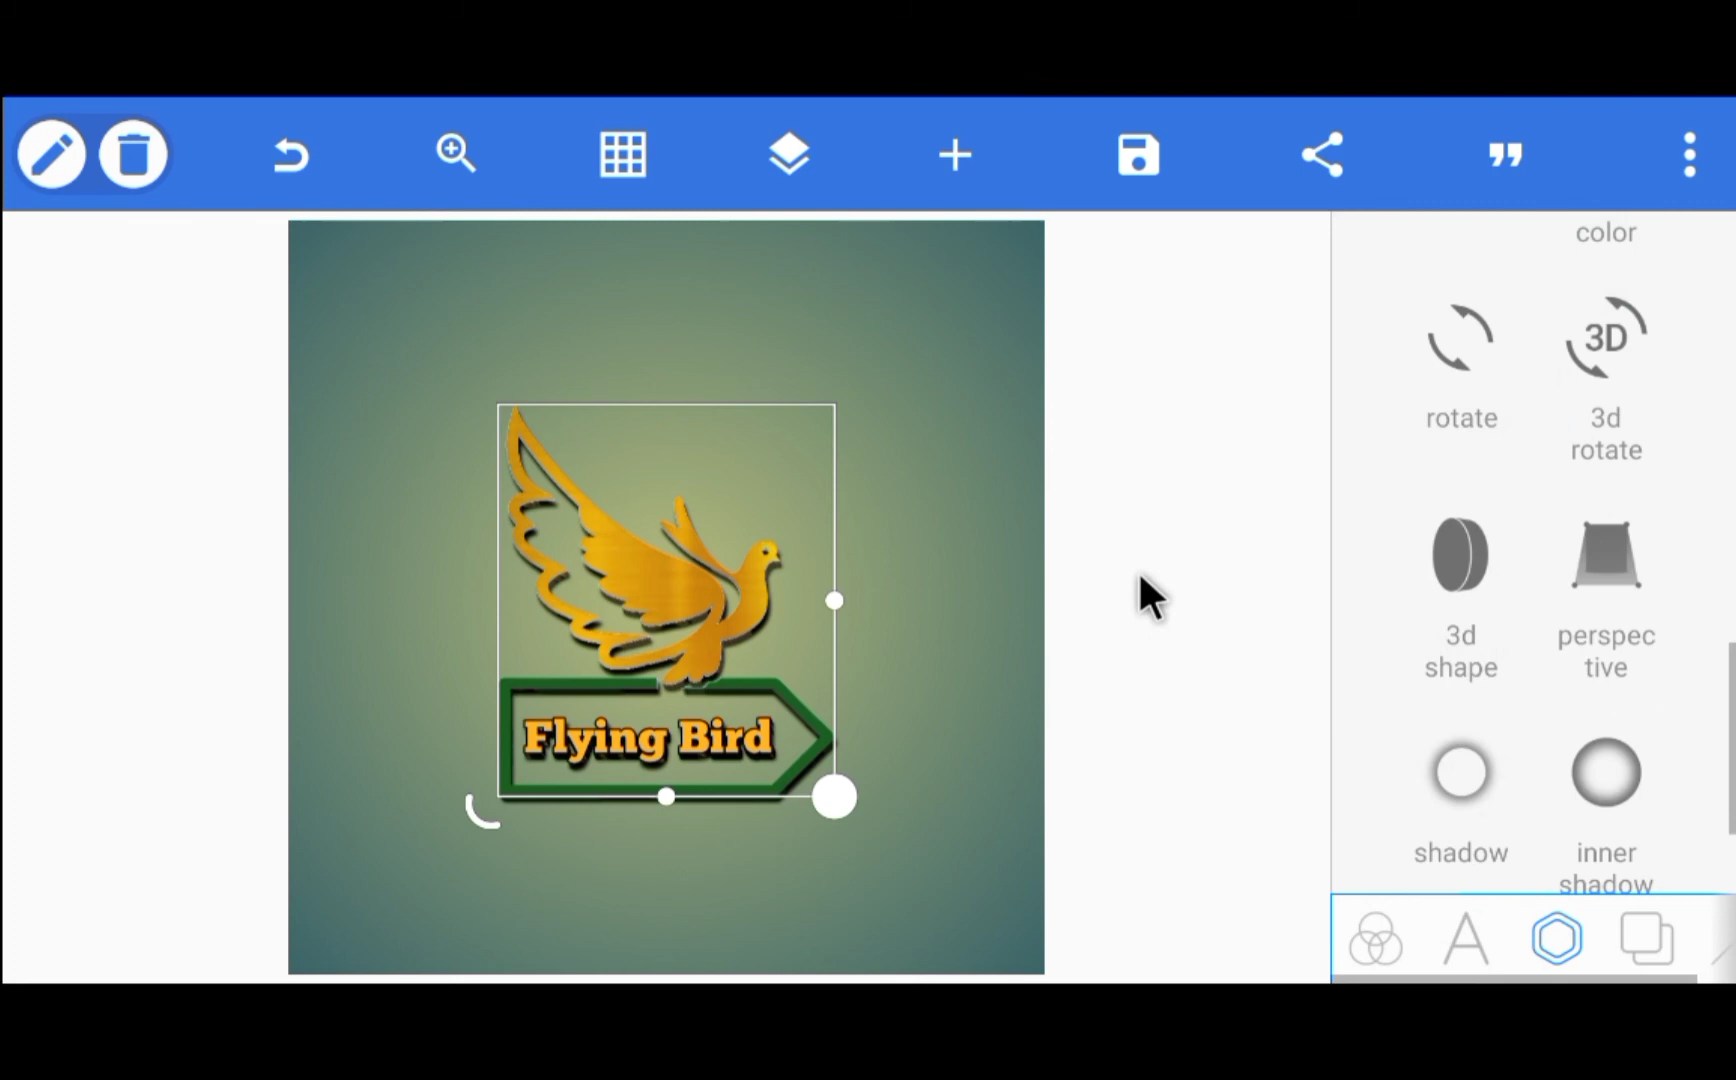 color
3D
rotate
3d
rotate
3d
shape
perspec
tive
Flying Bird
shadow
inner
shadow
A